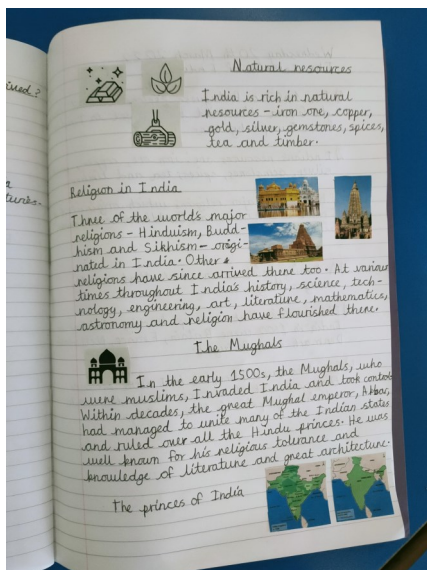 ived?
tures.
Natural resources
India is rich in natural
resources - iron ore, copper,
gold, silver, gemstones, spices,
tea and timber.
Religion in India
Three of the world's major
religions - Hinduism, Budd-
hism and Sikhism - origi-
nated in India. Other
religions have since arrived there too. At various
times throughout India's history, science, tech-
nology, engineering, art, literature, mathematics,
astronomy and religion have flourished there.
The Mughals
In the early 1500s, the Mughals, who
were muslims, invaded India and took control.
Within decades, the great Mughal emperor, Akbar,
had managed to unite many of the Indian states
and ruled over all the Hindu princes. He was
well known for his religious tolerance and
knowledge of literature and great architecture.
The princes of India